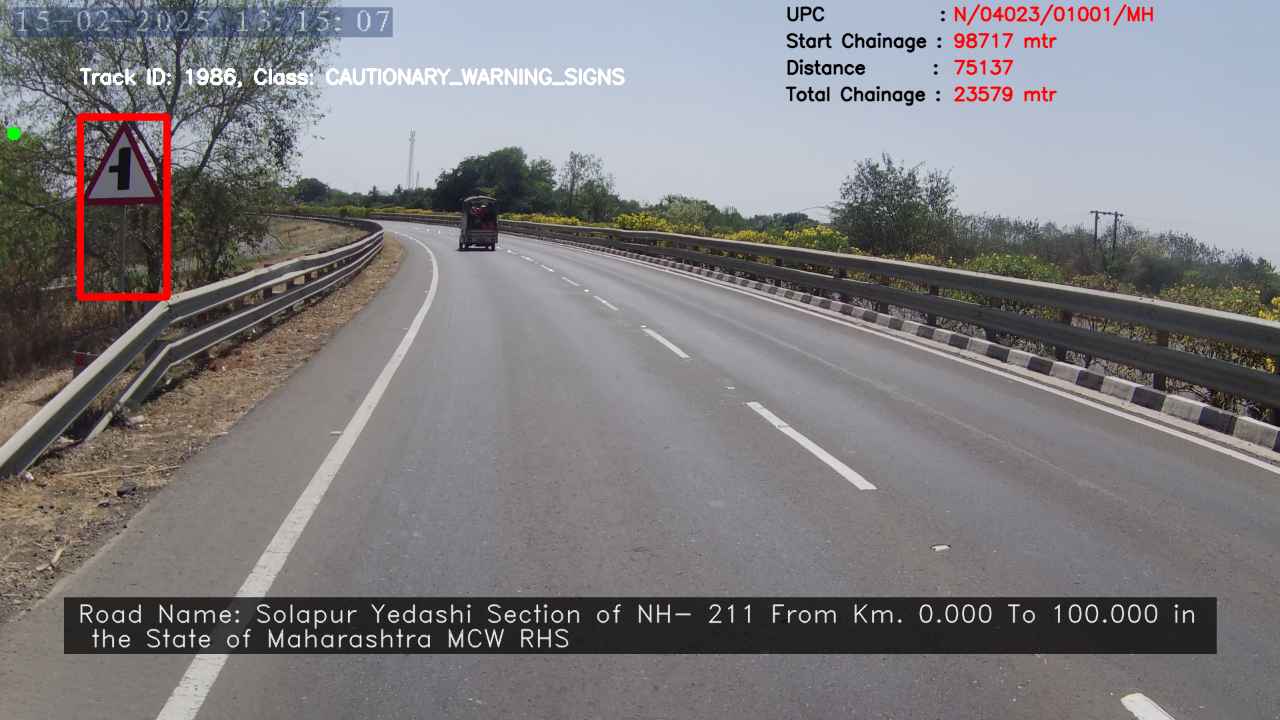 15-02-2025 13:15:07
UPC : N/04023/01001/MH
Start Chainage : 98717 mtr
Distance : 75137
Total Chainage : 23579 mtr
Track ID: 1986, Class: CAUTIONARY_WARNING_SIGNS
Road Name: Solapur Yedashi Section of NH- 211 From Km. 0.000 To 100.000 in
the State of Maharashtra MCW RHS